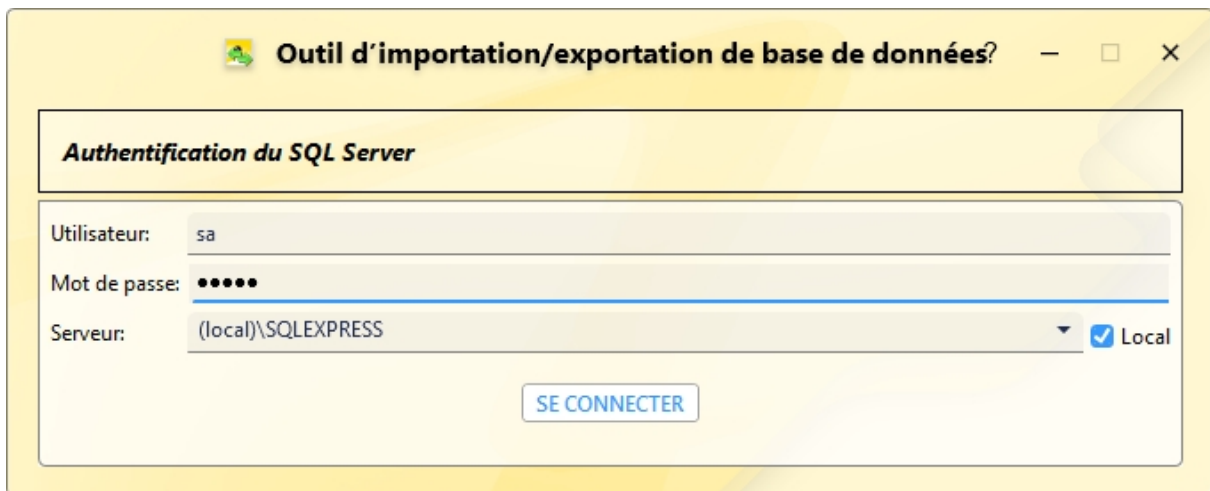 Outil d’importation/exportation de base de données?
Authentification du SQL Server
Utilisateur: sa
Mot de passe: •••••
Serveur: (local)\SQLEXPRESS Local
SE CONNECTER